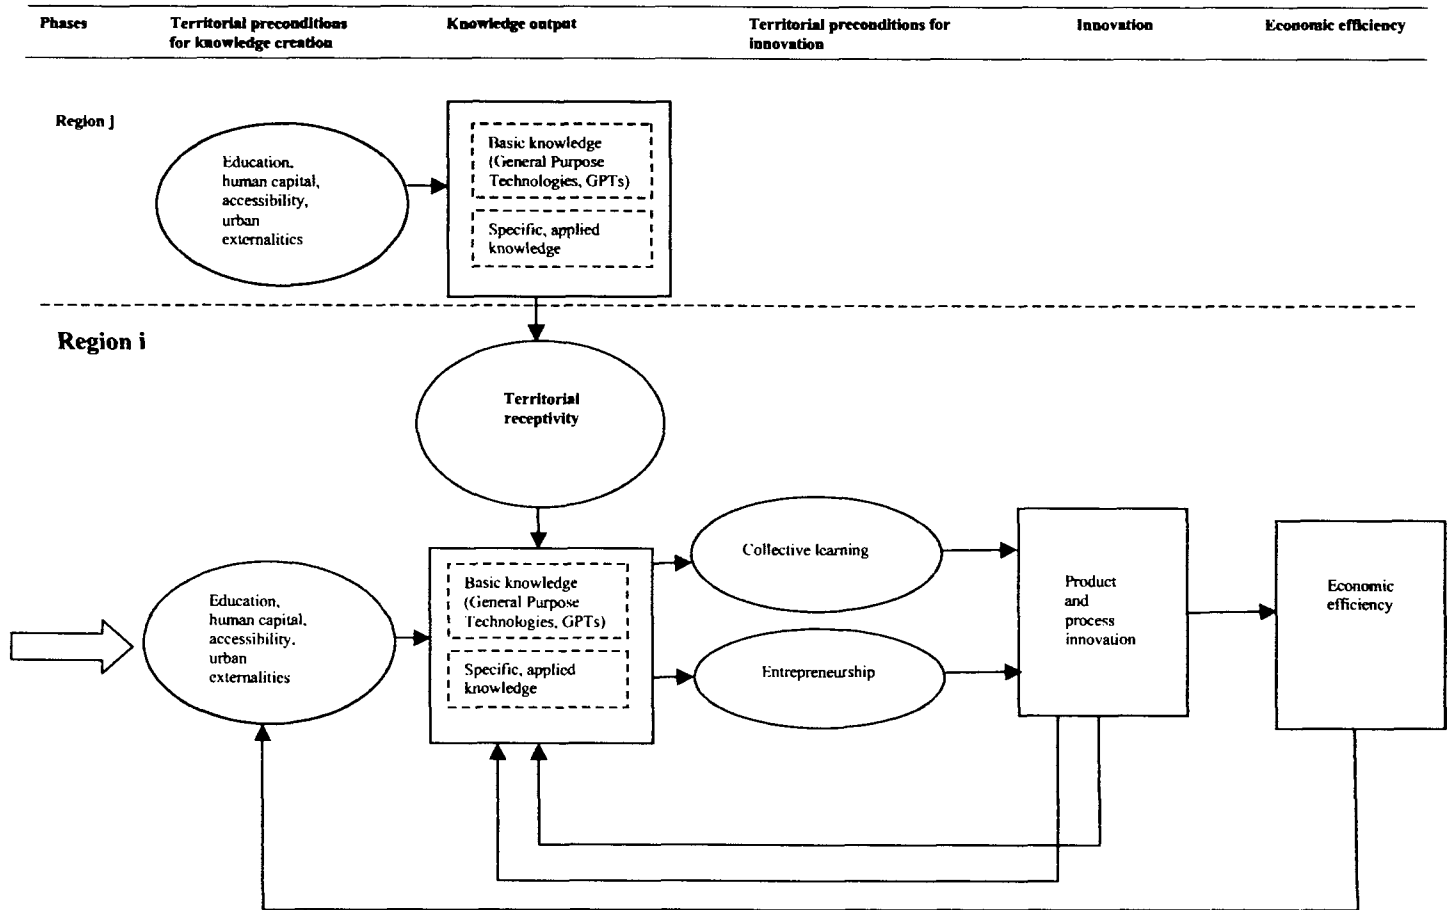 Phases
Territorial preconditions
for knowledge creation
Knowledge output
Territorial preconditions for
innovation
Innovation
Economic efficiency
Region j
Education,
human capital,
accessibility,
urban
externalities
Basic knowledge
(General Purpose
Technologies, GPTs)
Specific, applied
knowledge
Region i
Territorial
receptivity
Education,
human capital,
accessibility,
urban
externalities
Basic knowledge
(General Purpose
Technologies, GPTs)
Specific, applied
knowledge
Collective learning
Entrepreneurship
Product
and
process
innovation
Economic
efficiency